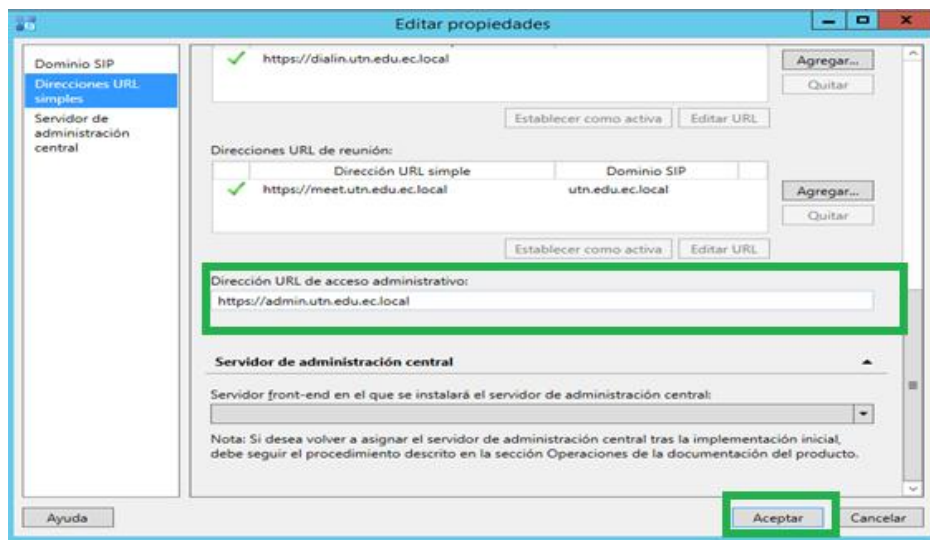 Editar propiedades
Dominio SIP
Direcciones URL
simples
Servidor de
administración
central
https://dialin.utn.edu.ec.local
Agregar...
Quitar
Establecer como activa
Editar URL
Direcciones URL de reunión:
Dirección URL simple
Dominio SIP
https://meet.utn.edu.ec.local
utn.edu.ec.local
Agregar...
Quitar
Establecer como activa
Editar URL
Dirección URL de acceso administrativo:
https://admin.utn.edu.ec.local
Servidor de administración central
Servidor front-end en el que se instalará el servidor de administración central:
Nota: Si desea volver a asignar el servidor de administración central tras la implementación inicial,
debe seguir el procedimiento descrito en la sección Operaciones de la documentación del producto.
Ayuda
Aceptar
Cancelar